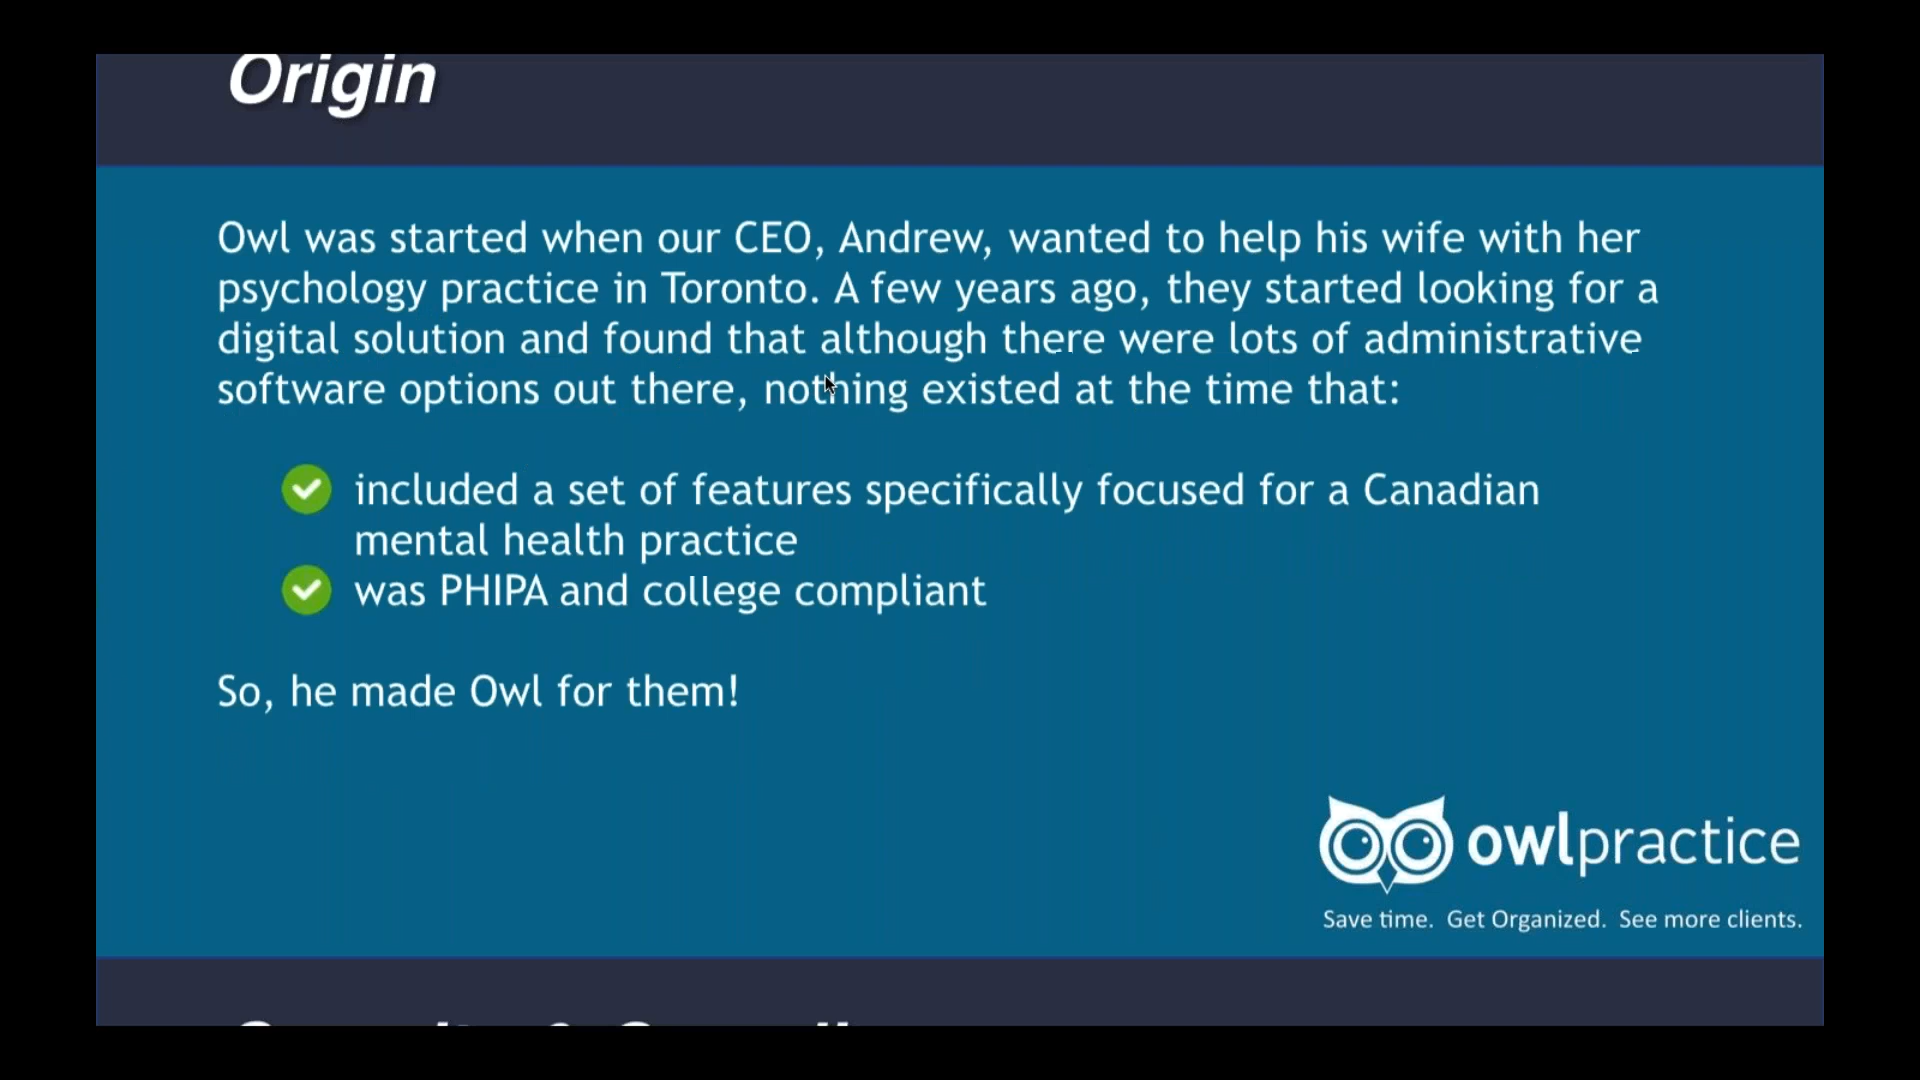 Origin
Owl was started when our CEO, Andrew, wanted to help his wife with her
psychology practice in Toronto. A few years ago, they started looking for a
digital solution and found that although there were lots of administrative
software options out there, nothing existed at the time that:
included a set of features specifically focused for a Canadian
mental health practice
was PHIPA and college compliant
So, he made Owl for them!
owlpractice
Save time. Get Organized. See more clients.